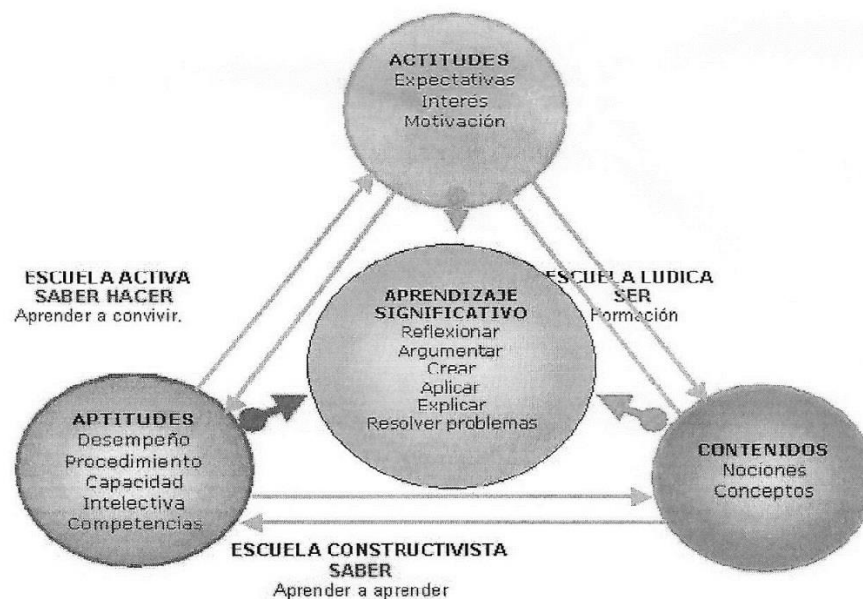 ACTITUDES
Expectativas
Interés
Motivación
ESCUELA ACTIVA
SABER HACER
Aprender a convivir.
ESCUELA LUDICA
SER
Formación
APRENDIZAJE
SIGNIFICATIVO
Reflexionar
Argumentar
Crear
Aplicar
Explicar
Resolver problemas
APTITUDES
Desempeño
Procedimiento
Capacidad
Intelectiva
Competencias
CONTENIDOS
Nociones
Conceptos
ESCUELA CONSTRUCTIVISTA
SABER
Aprender a aprender